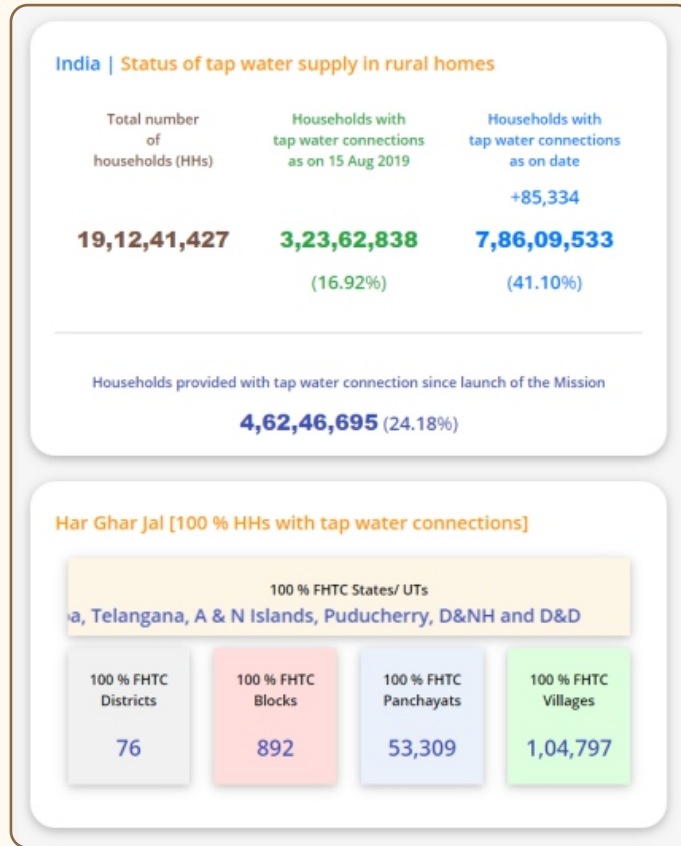 India | Status of tap water supply in rural homes
Total number
of
households (HHs)
19,12,41,427
Households with
tap water connections
as on 15 Aug 2019
3,23,62,838
(16.92%)
Households with
tap water connections
as on date
+85,334
7,86,09,533
(41.10%)
Households provided with tap water connection since launch of the Mission
4,62,46,695 (24.18%)
Har Ghar Jal [100 % HHs with tap water connections]
100 % FHTC States/ UTs
Telangana, A & N Islands, Puducherry, D&NH and D&D
100 % FHTC
Districts
76
100 % FHTC
Blocks
892
100 % FHTC
Panchayats
53,309
100 % FHTC
Villages
1,04,797